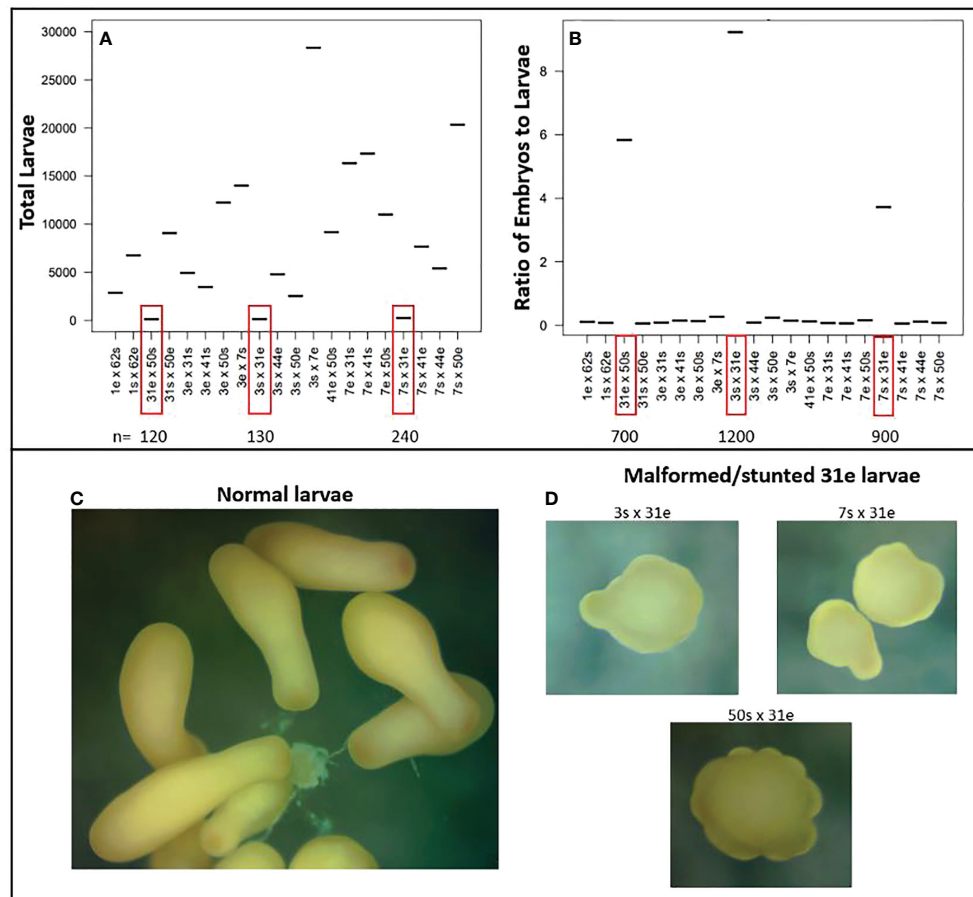 A
Total Larvae
30000
25000
20000
15000
10000
5000
0
1e x 62s
1s x 62e
31e x 50s
31s x 50e
3e x 31s
3e x 41s
3e x 50s
3e x 7s
3s x 31e
3s x 44e
3s x 50e
3s x 7e
41e x 50s
7e x 31s
7e x 41s
7e x 50s
7s x 31e
7s x 41e
7s x 44e
7s x 50e
n= 120 130 240
B
Ratio of Embryos to Larvae
8
6
4
2
0
1e x 62s
1s x 62e
31e x 50s
31s x 50e
3e x 31s
3e x 41s
3e x 50s
3e x 7s
3s x 31e
3s x 44e
3s x 50e
3s x 7e
41e x 50s
7e x 31s
7e x 41s
7e x 50s
7s x 31e
7s x 41e
7s x 44e
7s x 50e
700 1200 900
C
Normal larvae
D
Malformed/stunted 31e larvae
3s x 31e
7s x 31e
50s x 31e